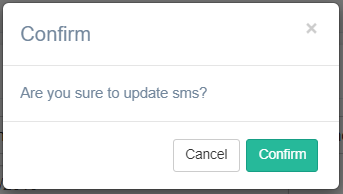 Confirm ×
Are you sure to update sms?
Cancel Confirm